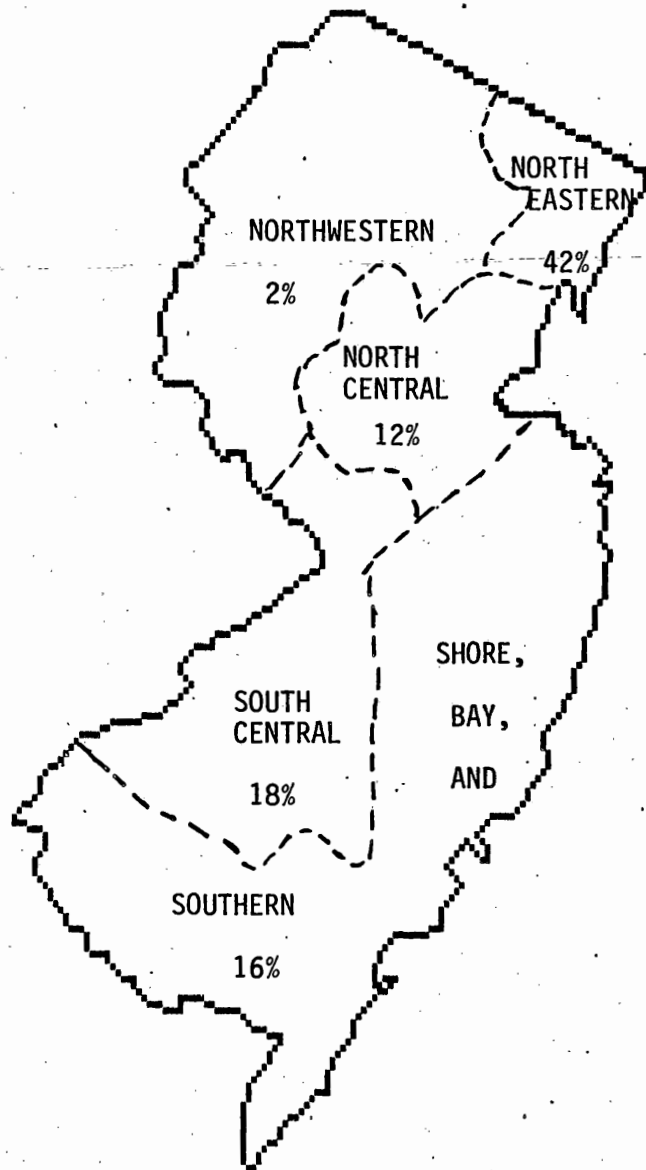 NORTH
EASTERN
42%
NORTHWESTERN
2%
NORTH
CENTRAL
12%
SHORE,
BAY,
AND
SOUTH
CENTRAL
18%
SOUTHERN
16%